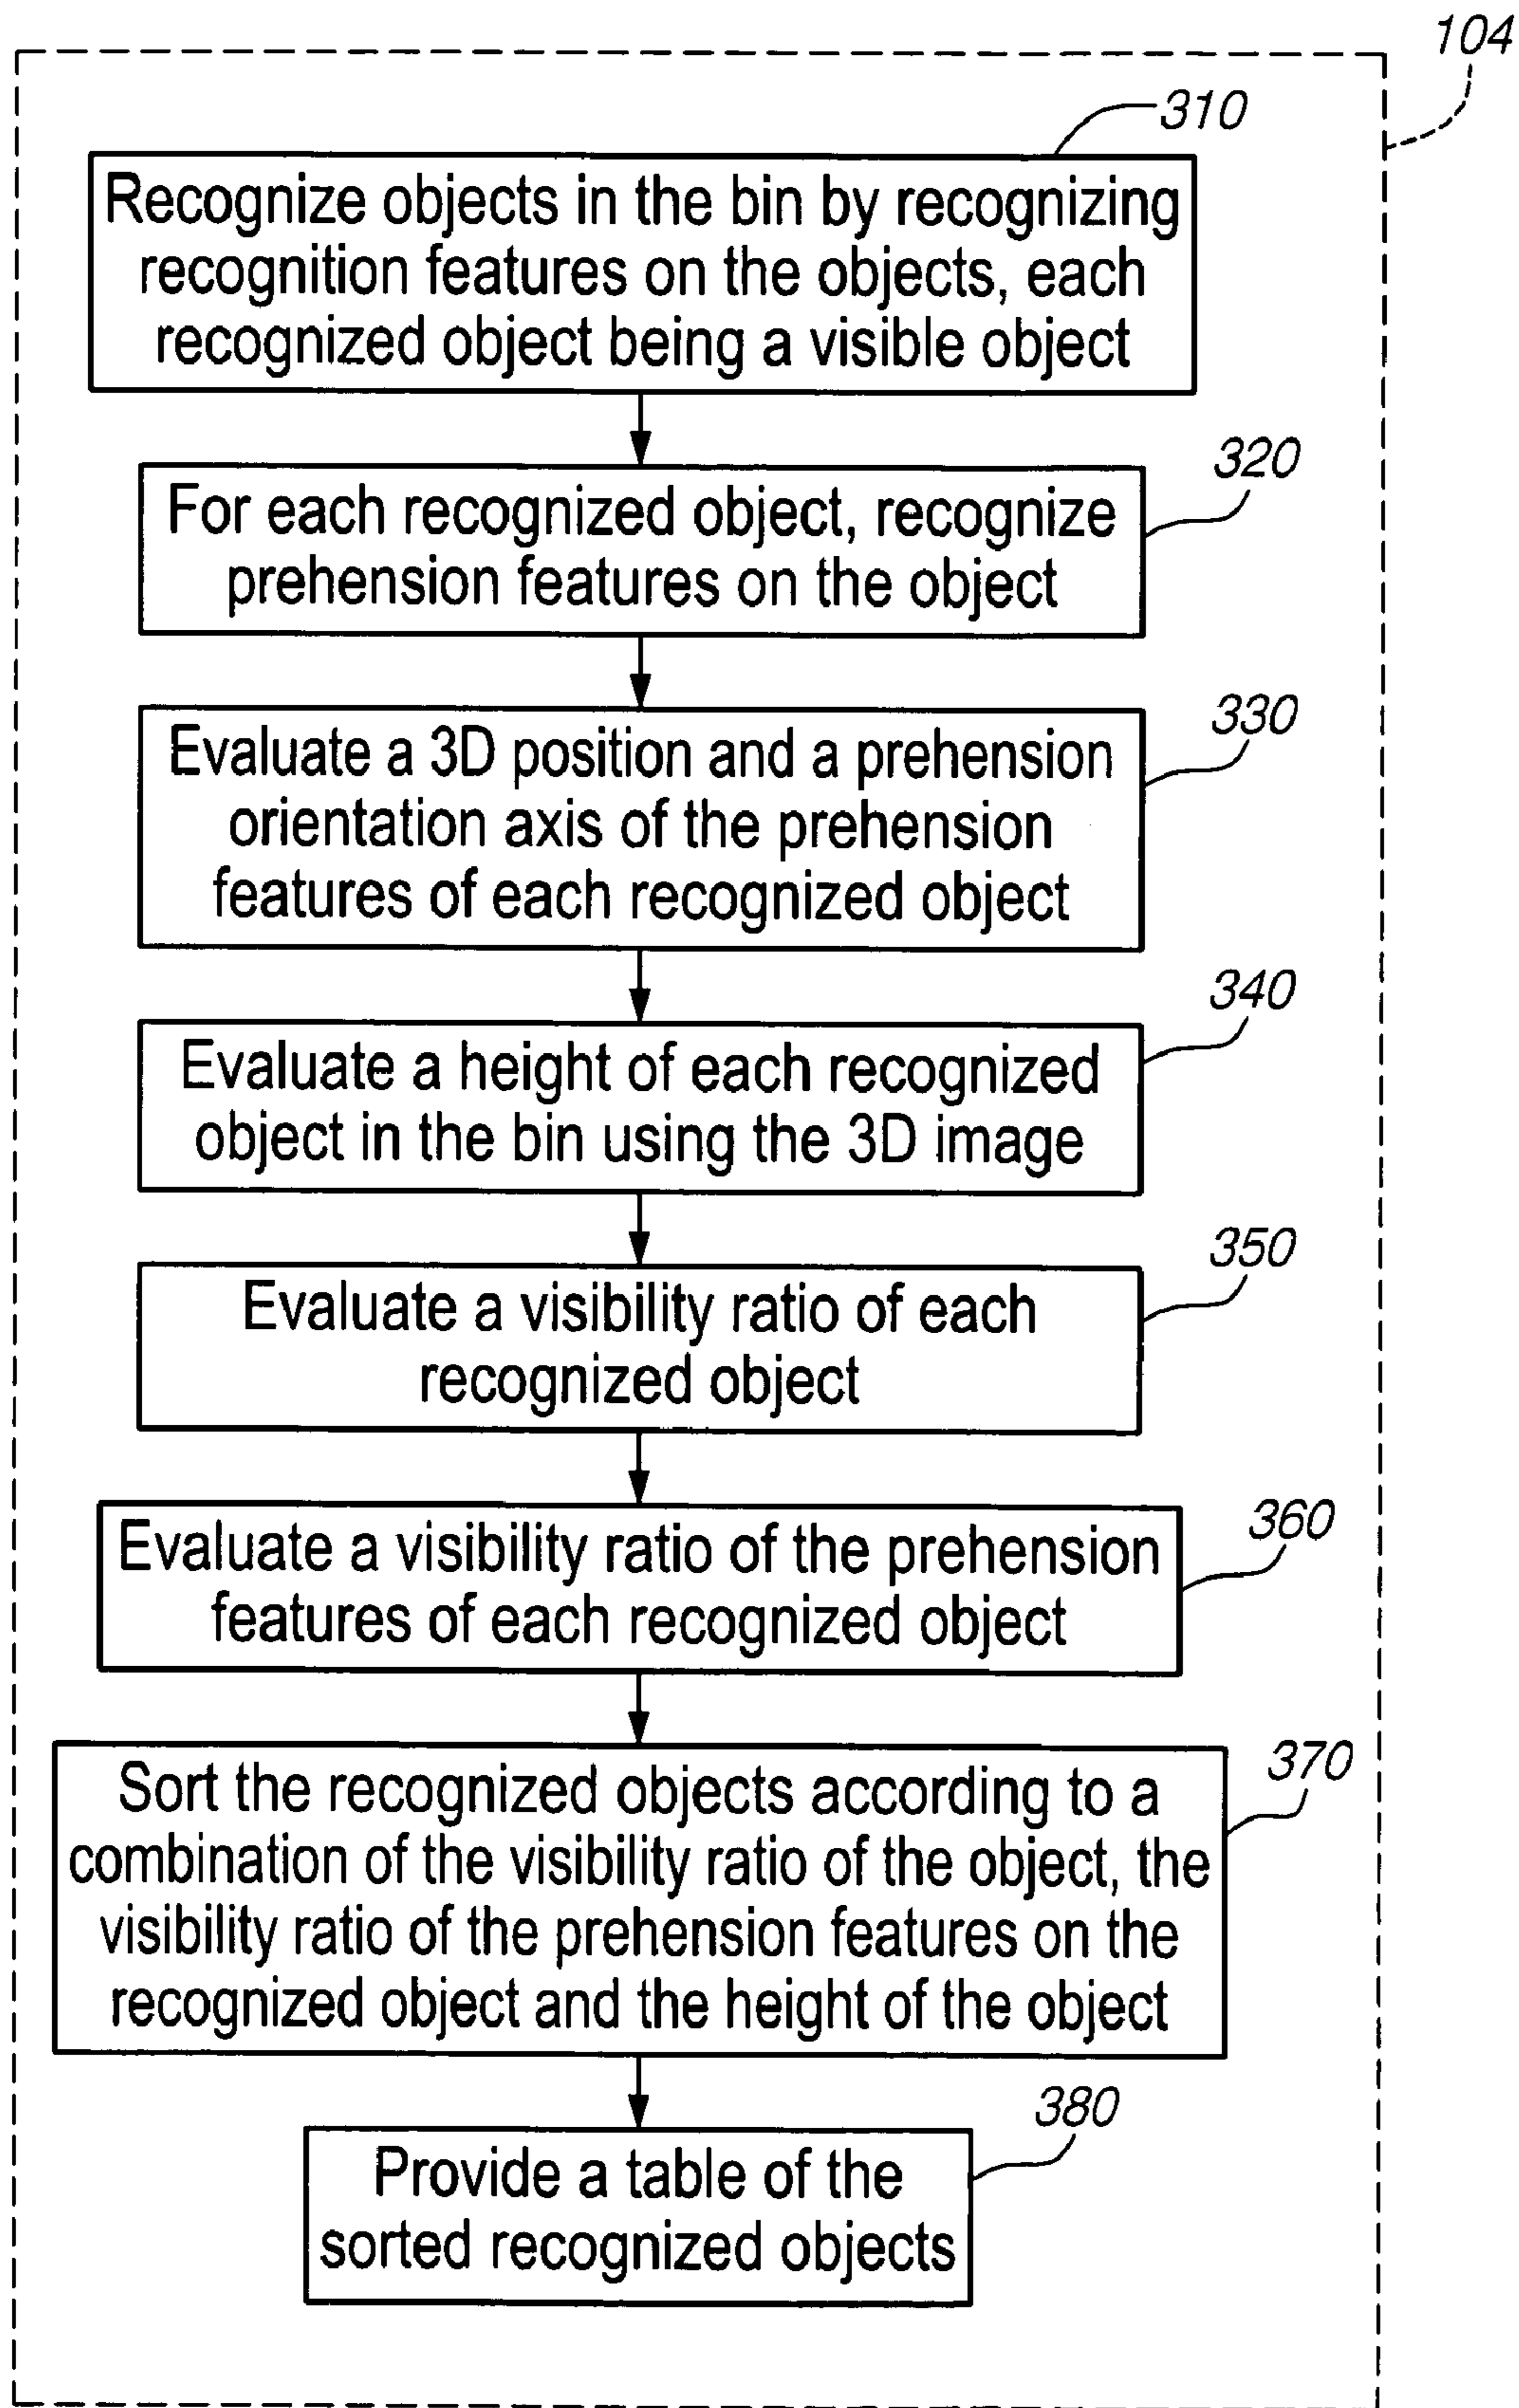 104
310
Recognize objects in the bin by recognizing
recognition features on the objects, each
recognized object being a visible object
320
For each recognized object, recognize
prehension features on the object
330
Evaluate a 3D position and a prehension
orientation axis of the prehension
features of each recognized object
340
Evaluate a height of each recognized
object in the bin using the 3D image
350
Evaluate a visibility ratio of each
recognized object
360
Evaluate a visibility ratio of the prehension
features of each recognized object
370
Sort the recognized objects according to a
combination of the visibility ratio of the object, the
visibility ratio of the prehension features on the
recognized object and the height of the object
380
Provide a table of the
sorted recognized objects